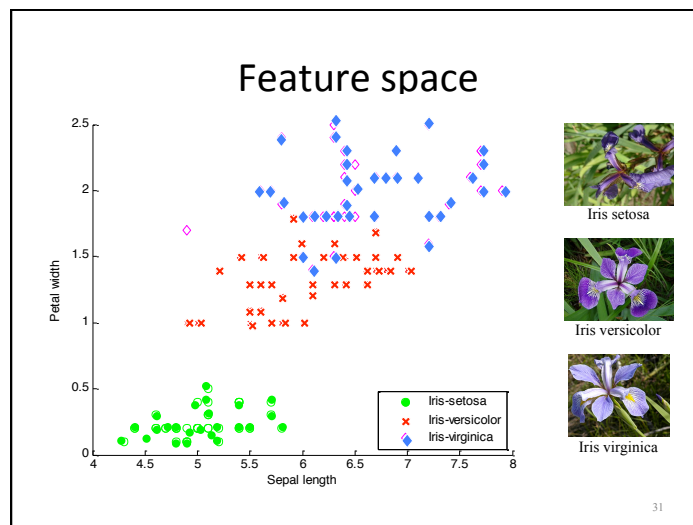 Feature space
2.5
2
1.5
1
0.5
0
Petal width
4
4.5
5
5.5
6
6.5
7
7.5
8
Sepal length
Iris-setosa
Iris-versicolor
Iris-virginica
Iris setosa
Iris versicolor
Iris virginica
31